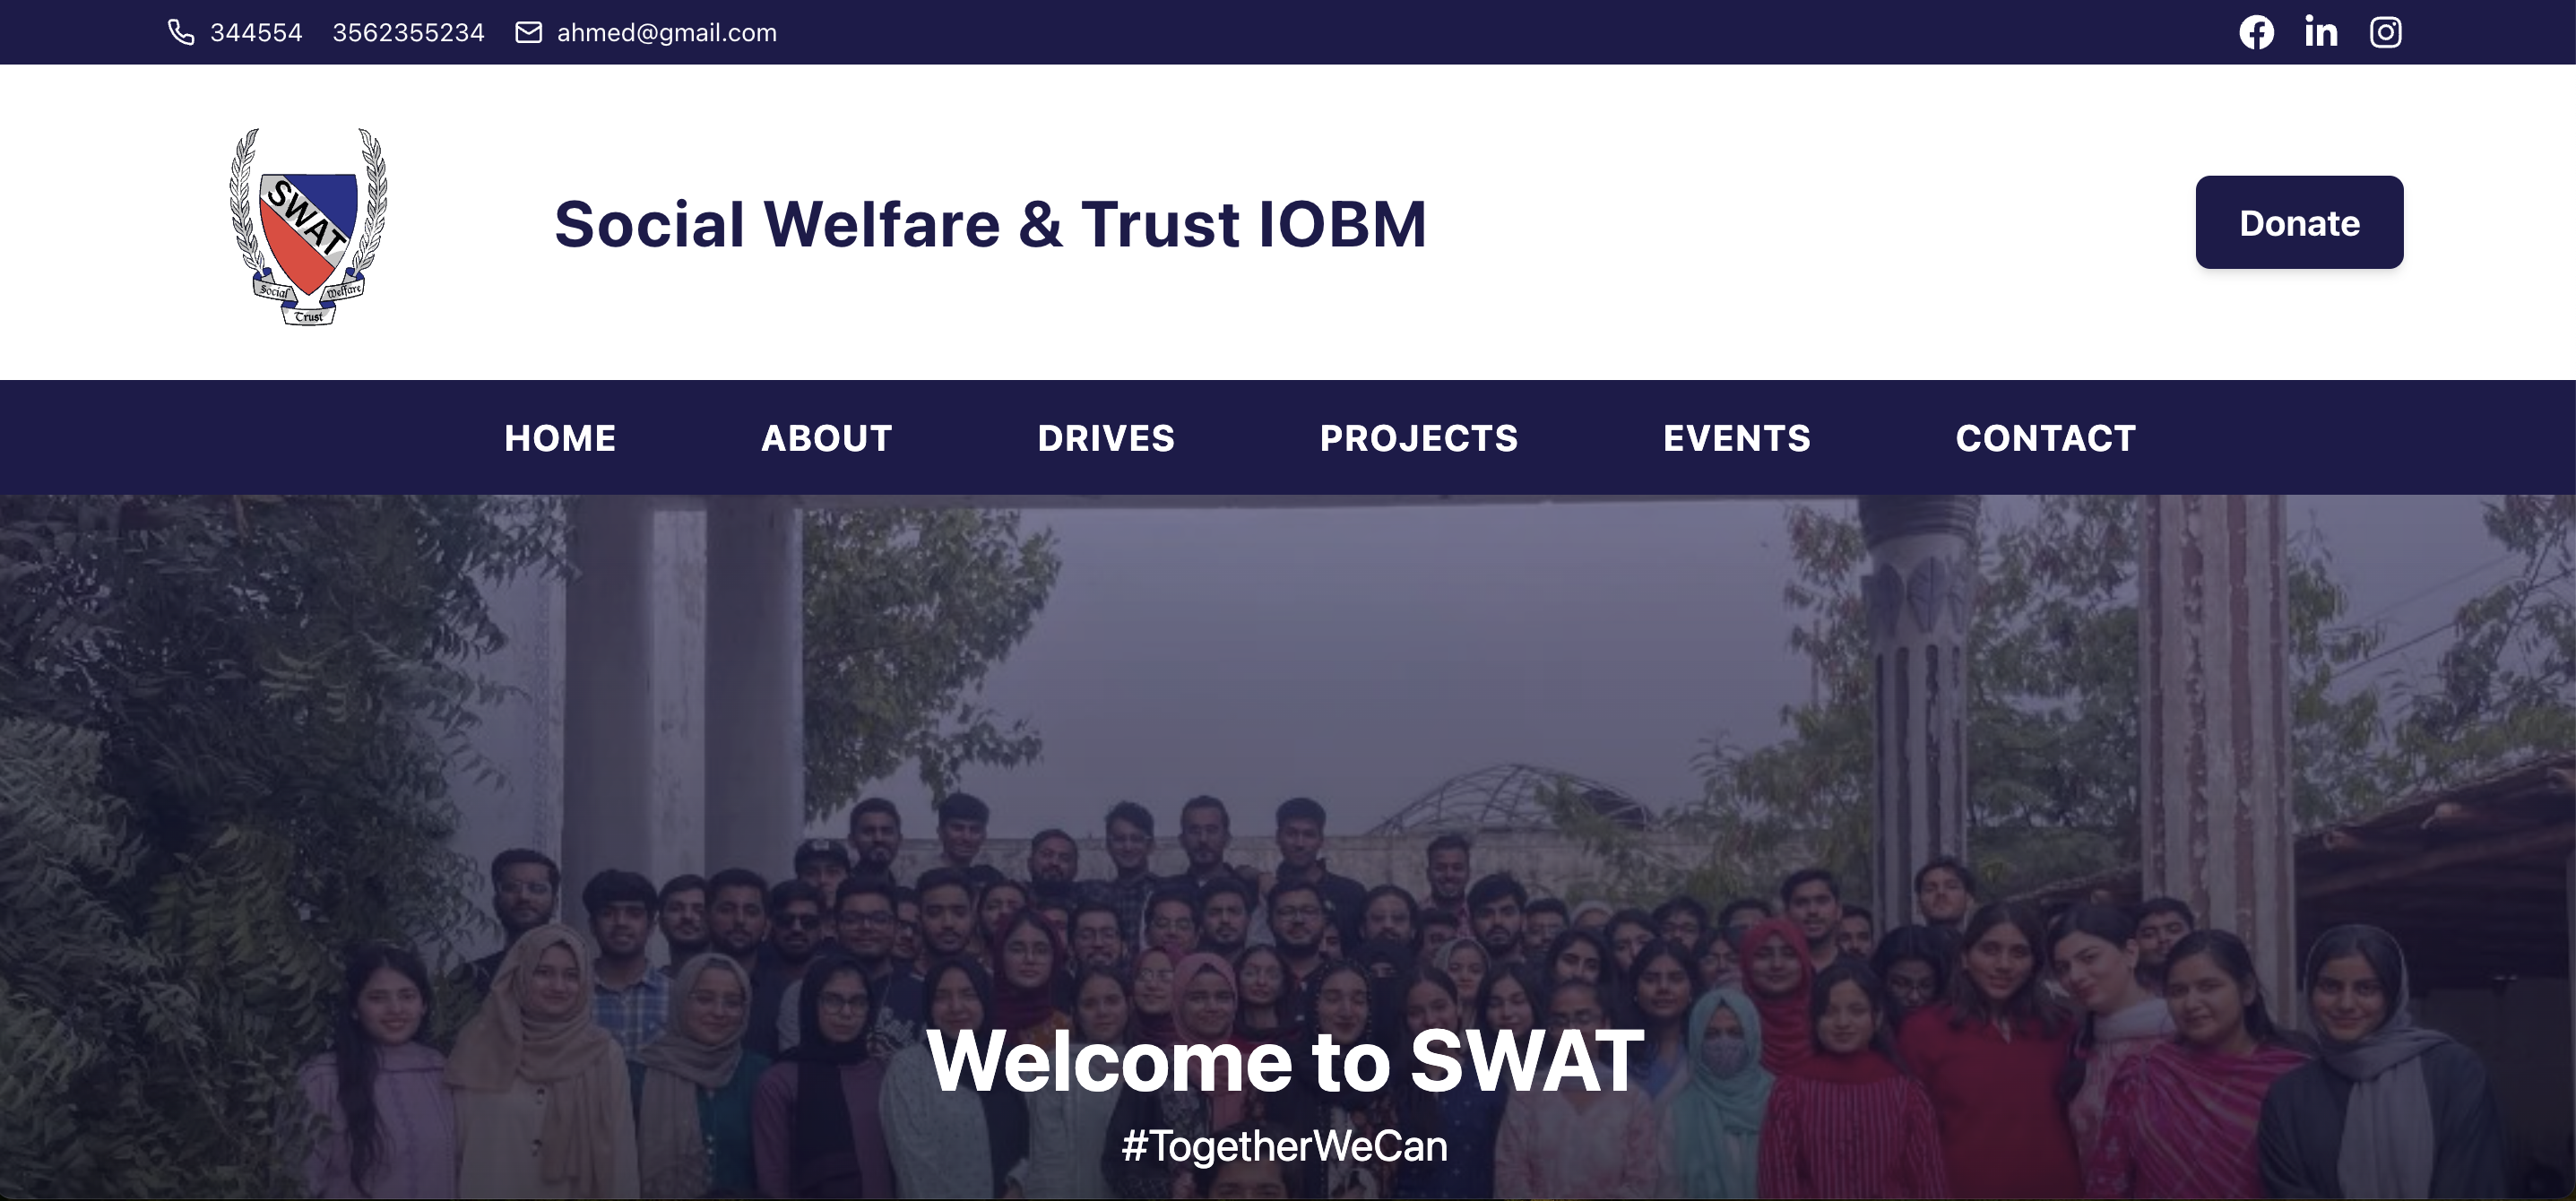 344554 3562355234 ahmed@gmail.com
SWAT
Social Welfare
Trust
Social Welfare & Trust IOBM
Donate
HOME ABOUT DRIVES PROJECTS EVENTS CONTACT
Welcome to SWAT
#TogetherWeCan